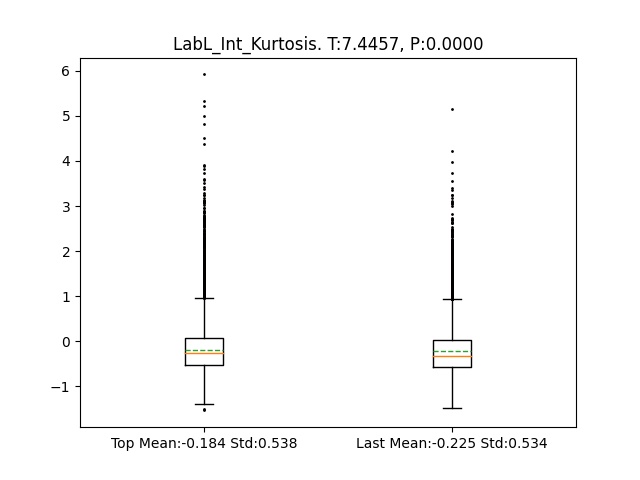 LabL_Int_Kurtosis. T:7.4457, P:0.0000
6
5
4
3
2
1
0
−1
Top Mean:-0.184 Std:0.538
Last Mean:-0.225 Std:0.534